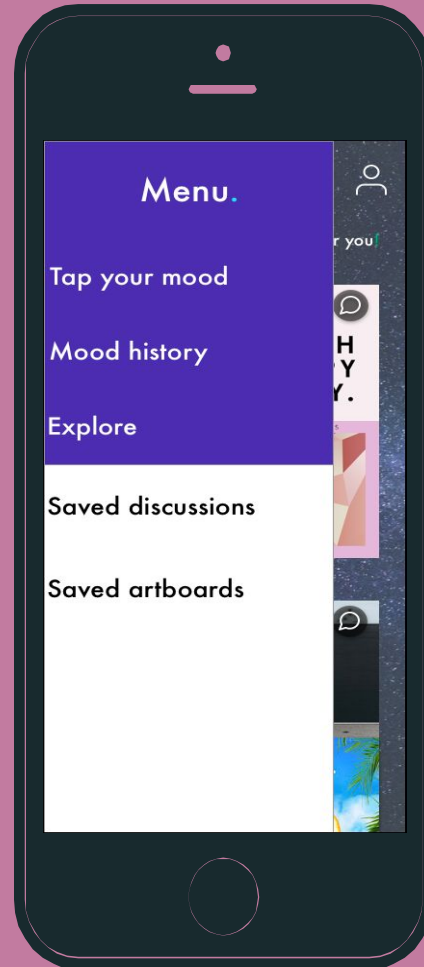 Menu.
r you!
Tap your mood
Mood history
H
Y
Y.
Explore
Saved discussions
Saved artboards